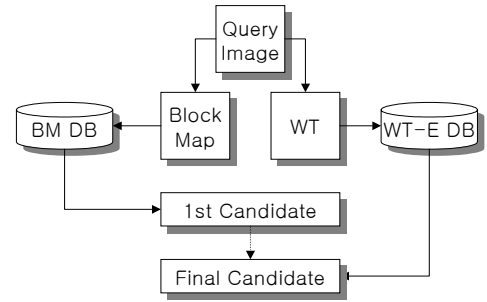 Query
Image
BM DB
Block
Map
WT
WT-E DB
1st Candidate
Final Candidate